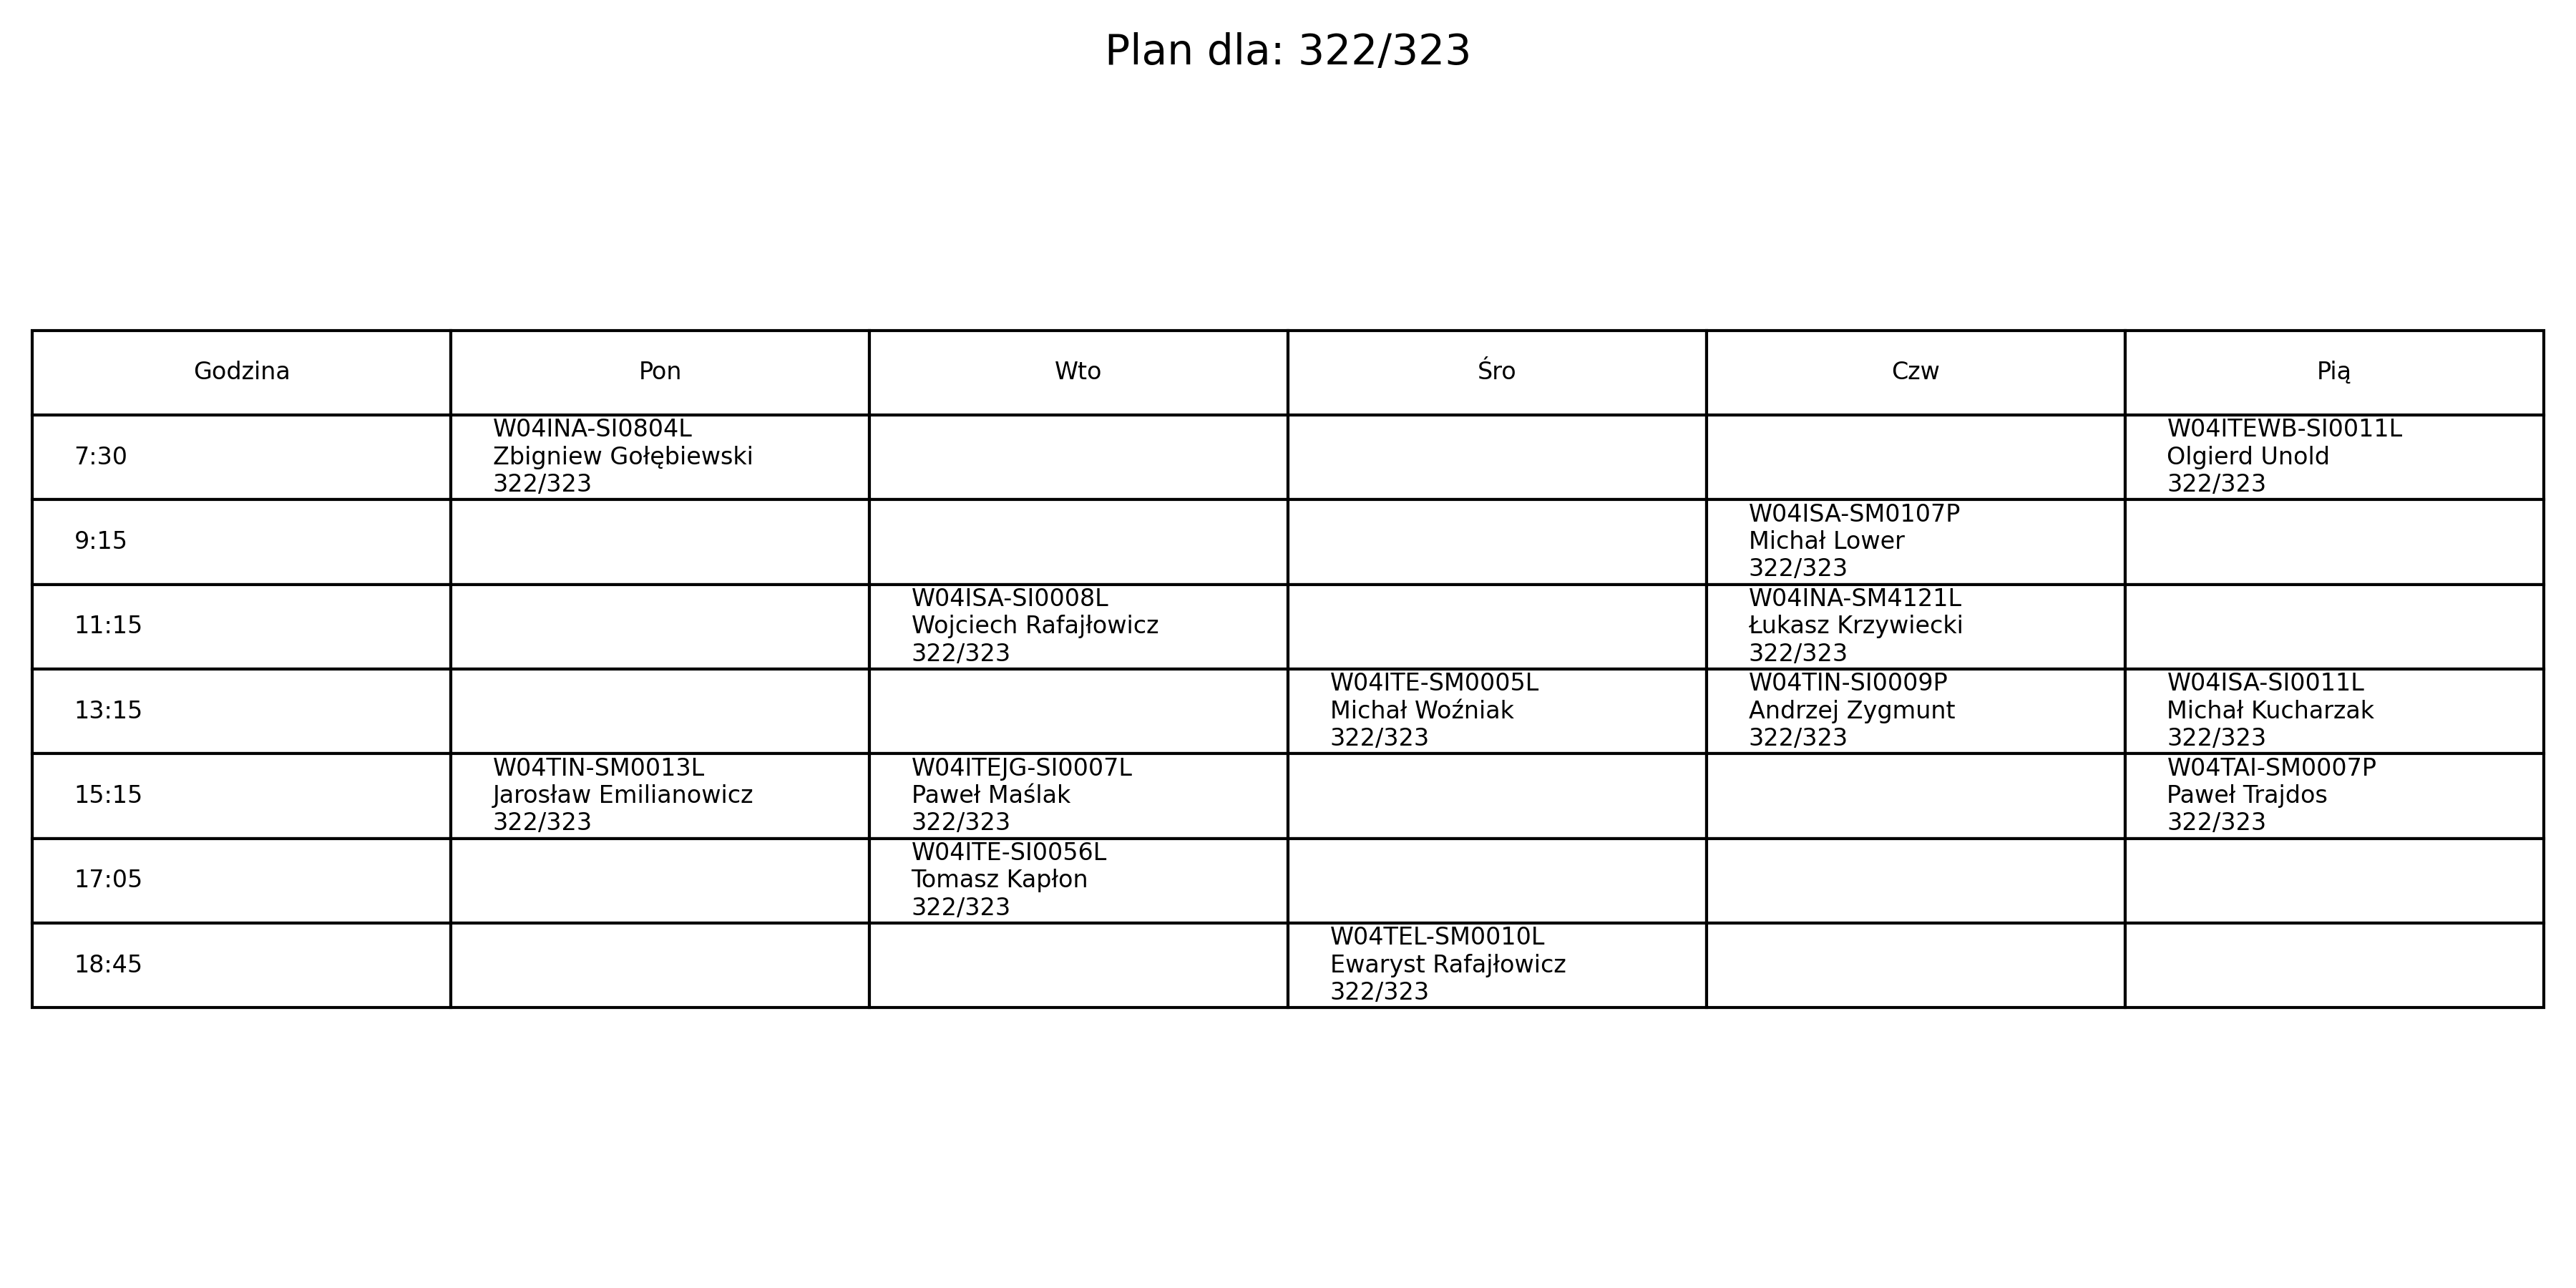 Plan dla: 322/323
Godzina Pon Wto Śro Czw Pią
7:30
W04INA-SI0804L
Zbigniew Gołębiewski
322/323
W04ITEWB-SI0011L
Olgierd Unold
322/323
9:15
W04ISA-SM0107P
Michał Lower
322/323
11:15
W04ISA-SI0008L
Wojciech Rafajłowicz
322/323
W04INA-SM4121L
Łukasz Krzywiecki
322/323
13:15
W04ITE-SM0005L
Michał Woźniak
322/323
W04TIN-SI0009P
Andrzej Zygmunt
322/323
W04ISA-SI0011L
Michał Kucharzak
322/323
15:15
W04TIN-SM0013L
Jarosław Emilianowicz
322/323
W04ITEJG-SI0007L
Paweł Maślak
322/323
W04TAI-SM0007P
Paweł Trajdos
322/323
17:05
W04ITE-SI0056L
Tomasz Kapłon
322/323
18:45
W04TEL-SM0010L
Ewaryst Rafajłowicz
322/323